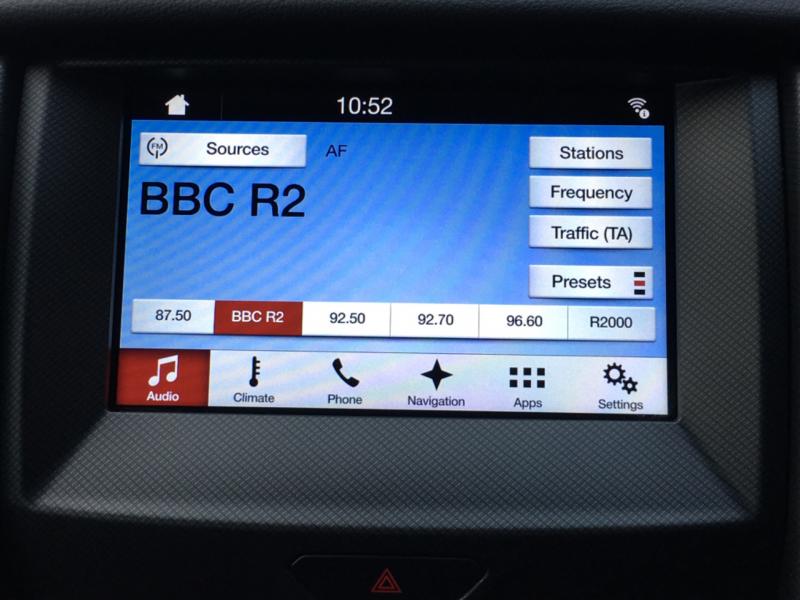 10:52
FM Sources AF Stations
BBC R2 Frequency
Traffic (TA)
Presets
87.50 BBC R2 92.50 92.70 96.60 R2000
Audio Climate Phone Navigation Apps Settings